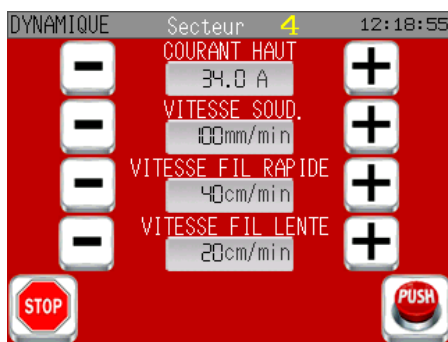 DYNAMIQUE Secteur 4 12:18:55
COURANT HAUT
34.0 A
VITESSE SOUD.
100mm/min
VITESSE FIL RAPIDE
40cm/min
VITESSE FIL LENTE
20cm/min
STOP PUSH